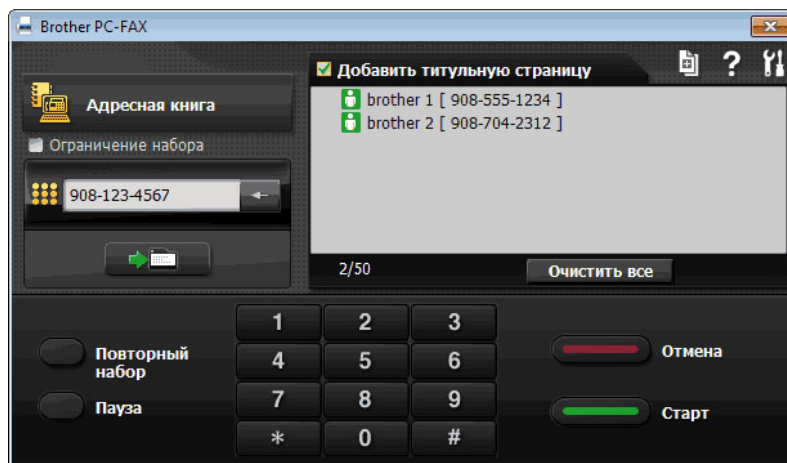 Brother PC-FAX
Добавить титульную страницу
?
Адресная книга
brother 1 [ 908-555-1234 ]
brother 2 [ 908-704-2312 ]
Ограничение набора
908-123-4567
2/50
Очистить все
1 2 3
4 5 6
7 8 9
* 0 #
Повторный
набор
Пауза
Отмена
Старт